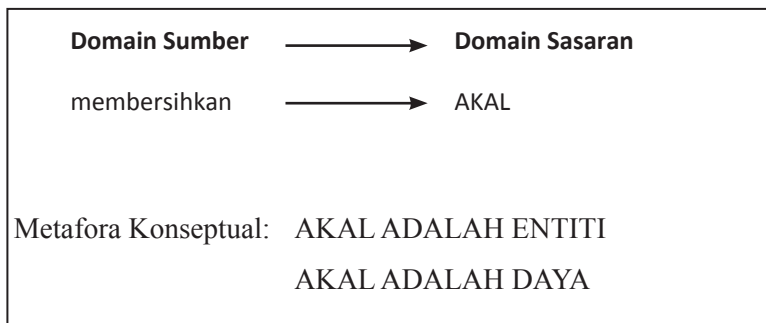 Domain Sumber Domain Sasaran
membersihkan AKAL
Metafora Konseptual: AKAL ADALAH ENTITI
AKAL ADALAH DAYA